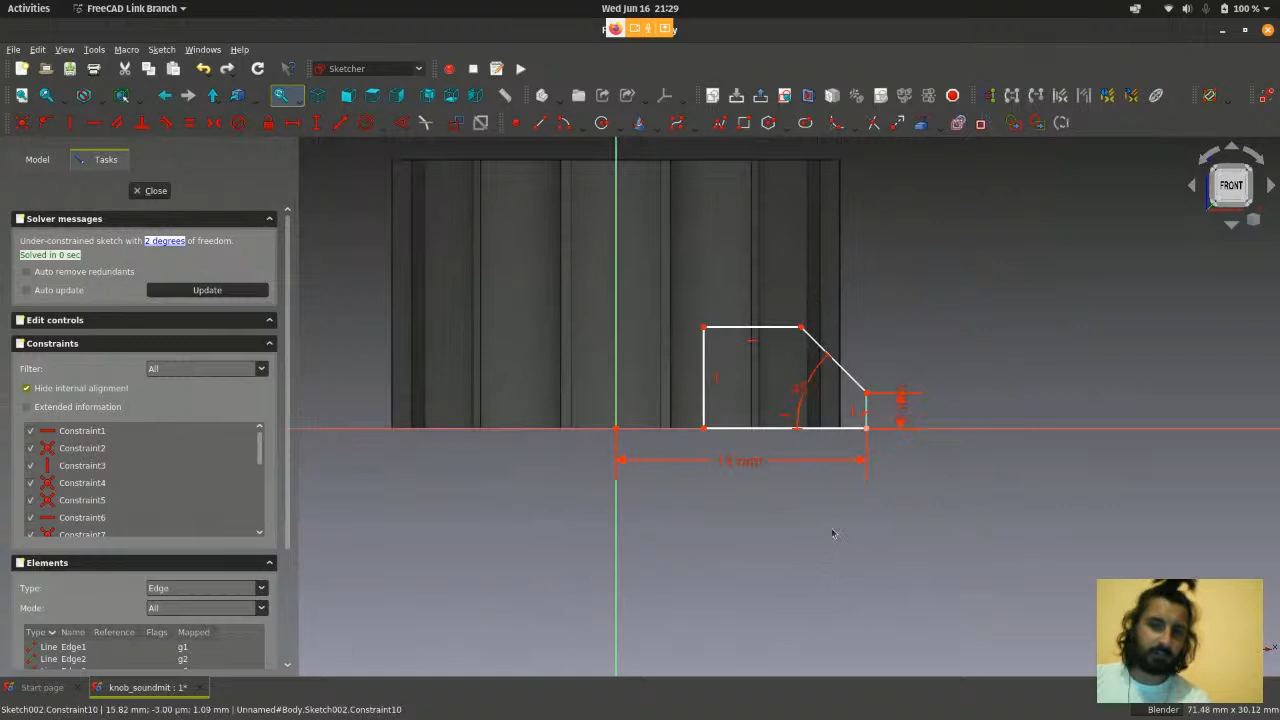 Activities FreeCAD Link Branch Wed Jun 16 21:29 100 %
File Edit View Tools Macro Sketch Windows Help
Sketcher
Model Tasks
FRONT
Close
Solver messages
Under-constrained sketch with 2 degrees of freedom.
Solved in 0 sec
Auto remove redundants
Auto update Update
Edit controls
Constraints
Filter: All
Hide internal alignment
Extended information
Constraint1
Constraint2
Constraint3
Constraint4
Constraint5
Constraint6
Constraint7
Elements
Type: Edge
Mode: All
Type Name Reference Flags Mapped
Line Edge1 g1
Line Edge2 g2
Start page knob_soundmit : 1*
Sketch002.Constraint10 | 15.82 mm; -3.00 µm; 1.09 mm | Unnamed#Body.Sketch002.Constraint10 Blender 71.48 mm x 30.12 mm